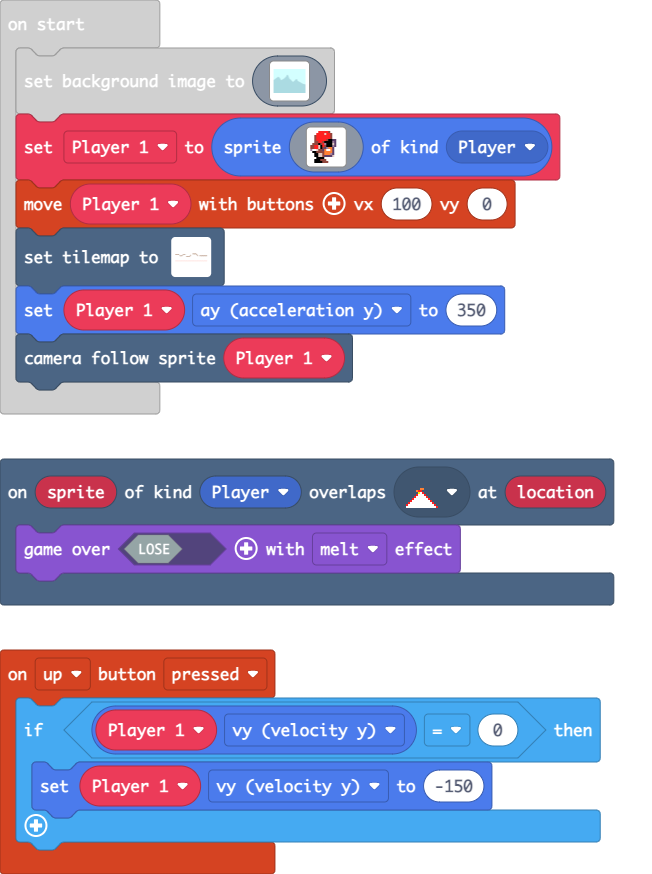 on start
set background image to
set Player 1 to sprite of kind Player
move Player 1 with buttons vx 100 vy 0
set tilemap to
set Player 1 ay (acceleration y) to 350
camera follow sprite Player 1
on sprite of kind Player overlaps at location
game over LOSE with melt effect
on up button pressed
if Player 1 vy (velocity y) = 0 then
set Player 1 vy (velocity y) to -150